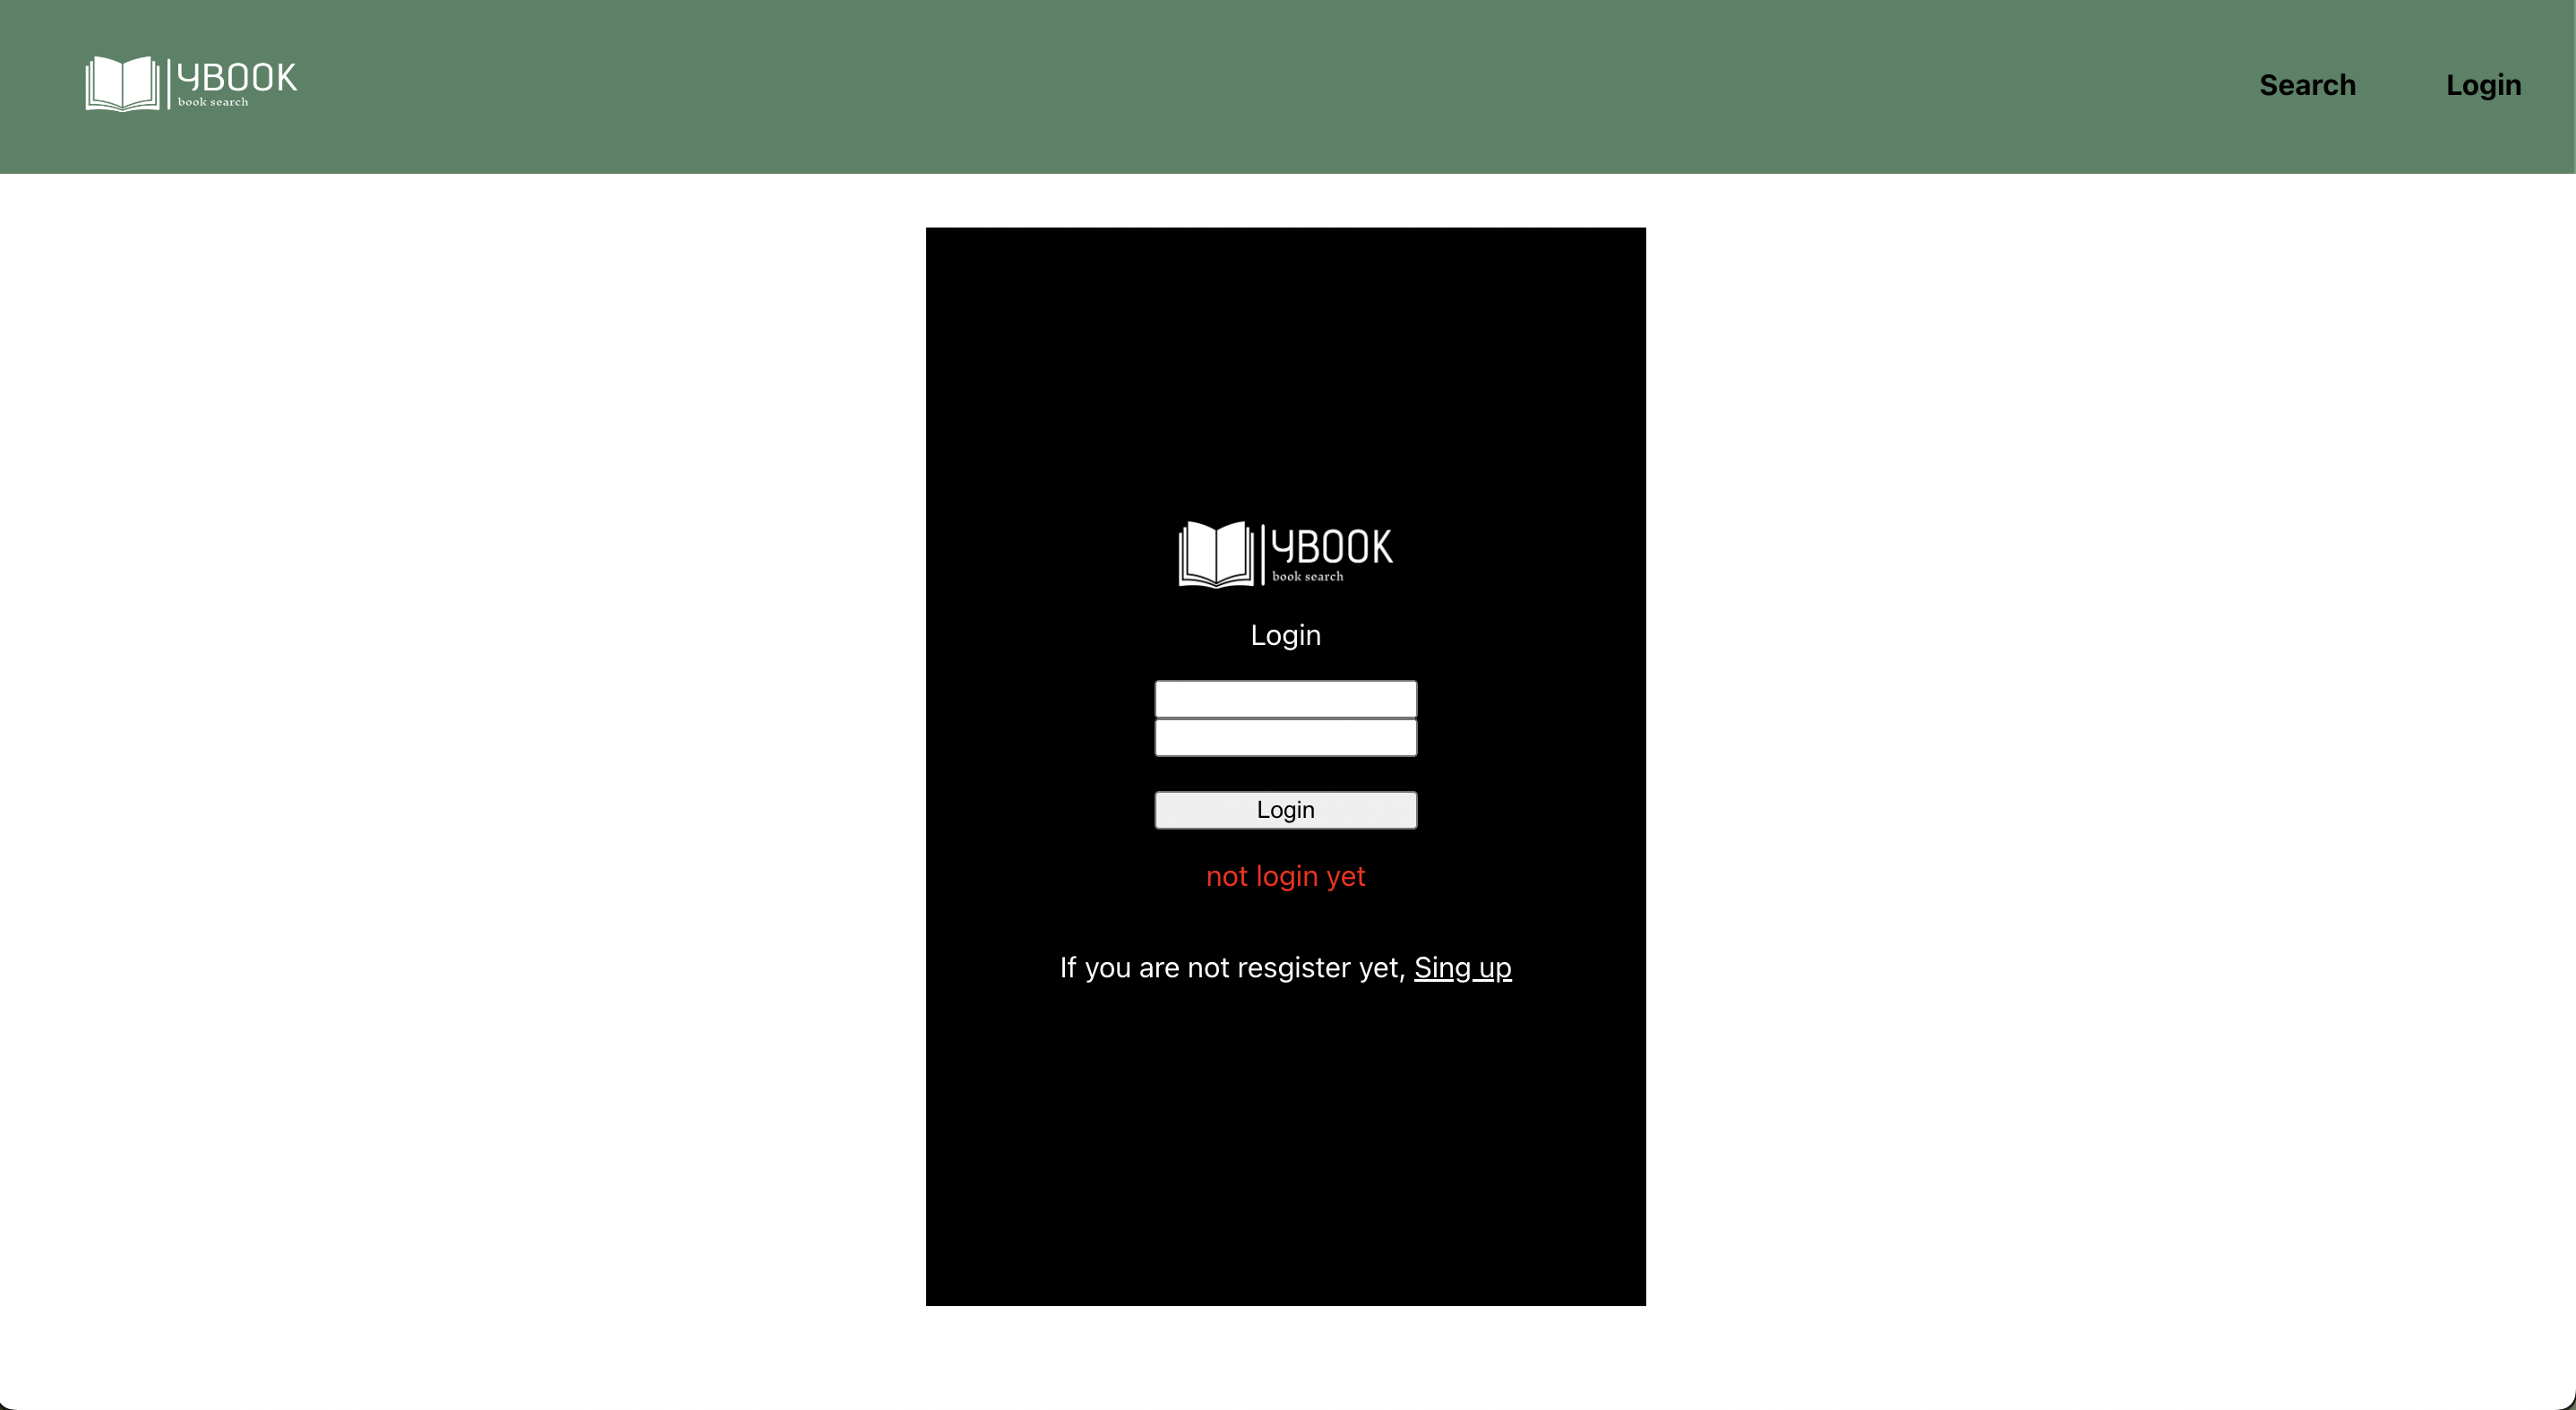 YBOOK
book search
Search
Login
YBOOK
book search
Login
Login
not login yet
If you are not resgister yet, Sing up